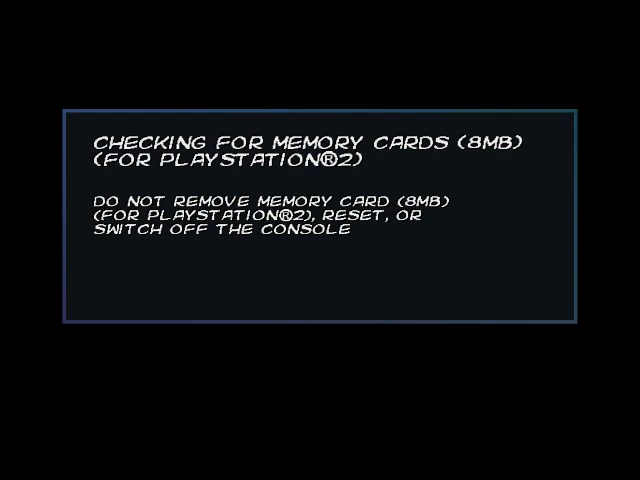 CHECKING FOR MEMORY CARDS (8MB)
(FOR PLAYSTATION®2)
DO NOT REMOVE MEMORY CARD (8MB)
(FOR PLAYSTATION®2), RESET, OR
SWITCH OFF THE CONSOLE